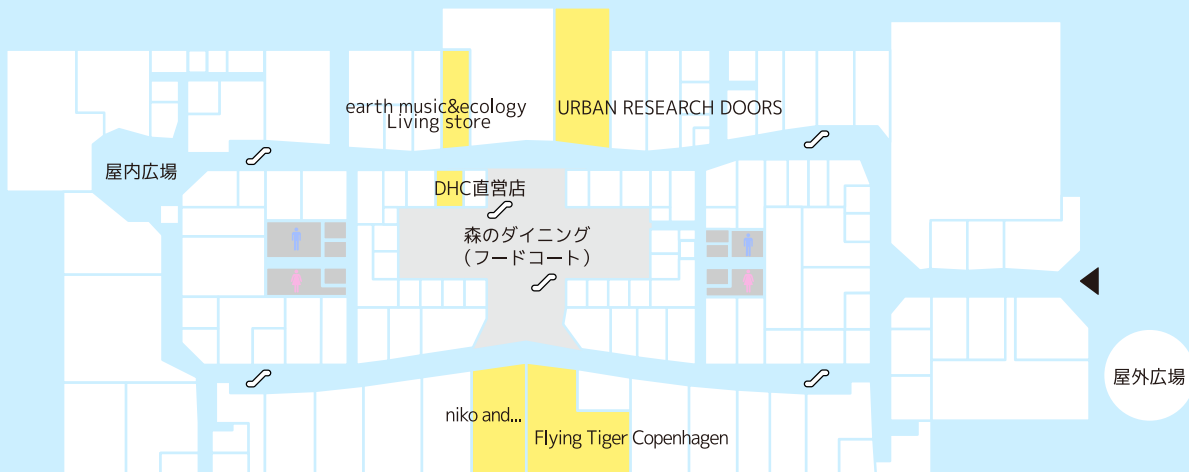 earth music&ecology
Living store
URBAN RESEARCH DOORS
屋内広場
DHC直営店
森のダイニング
(フードコート)
屋外広場
niko and...
Flying Tiger Copenhagen